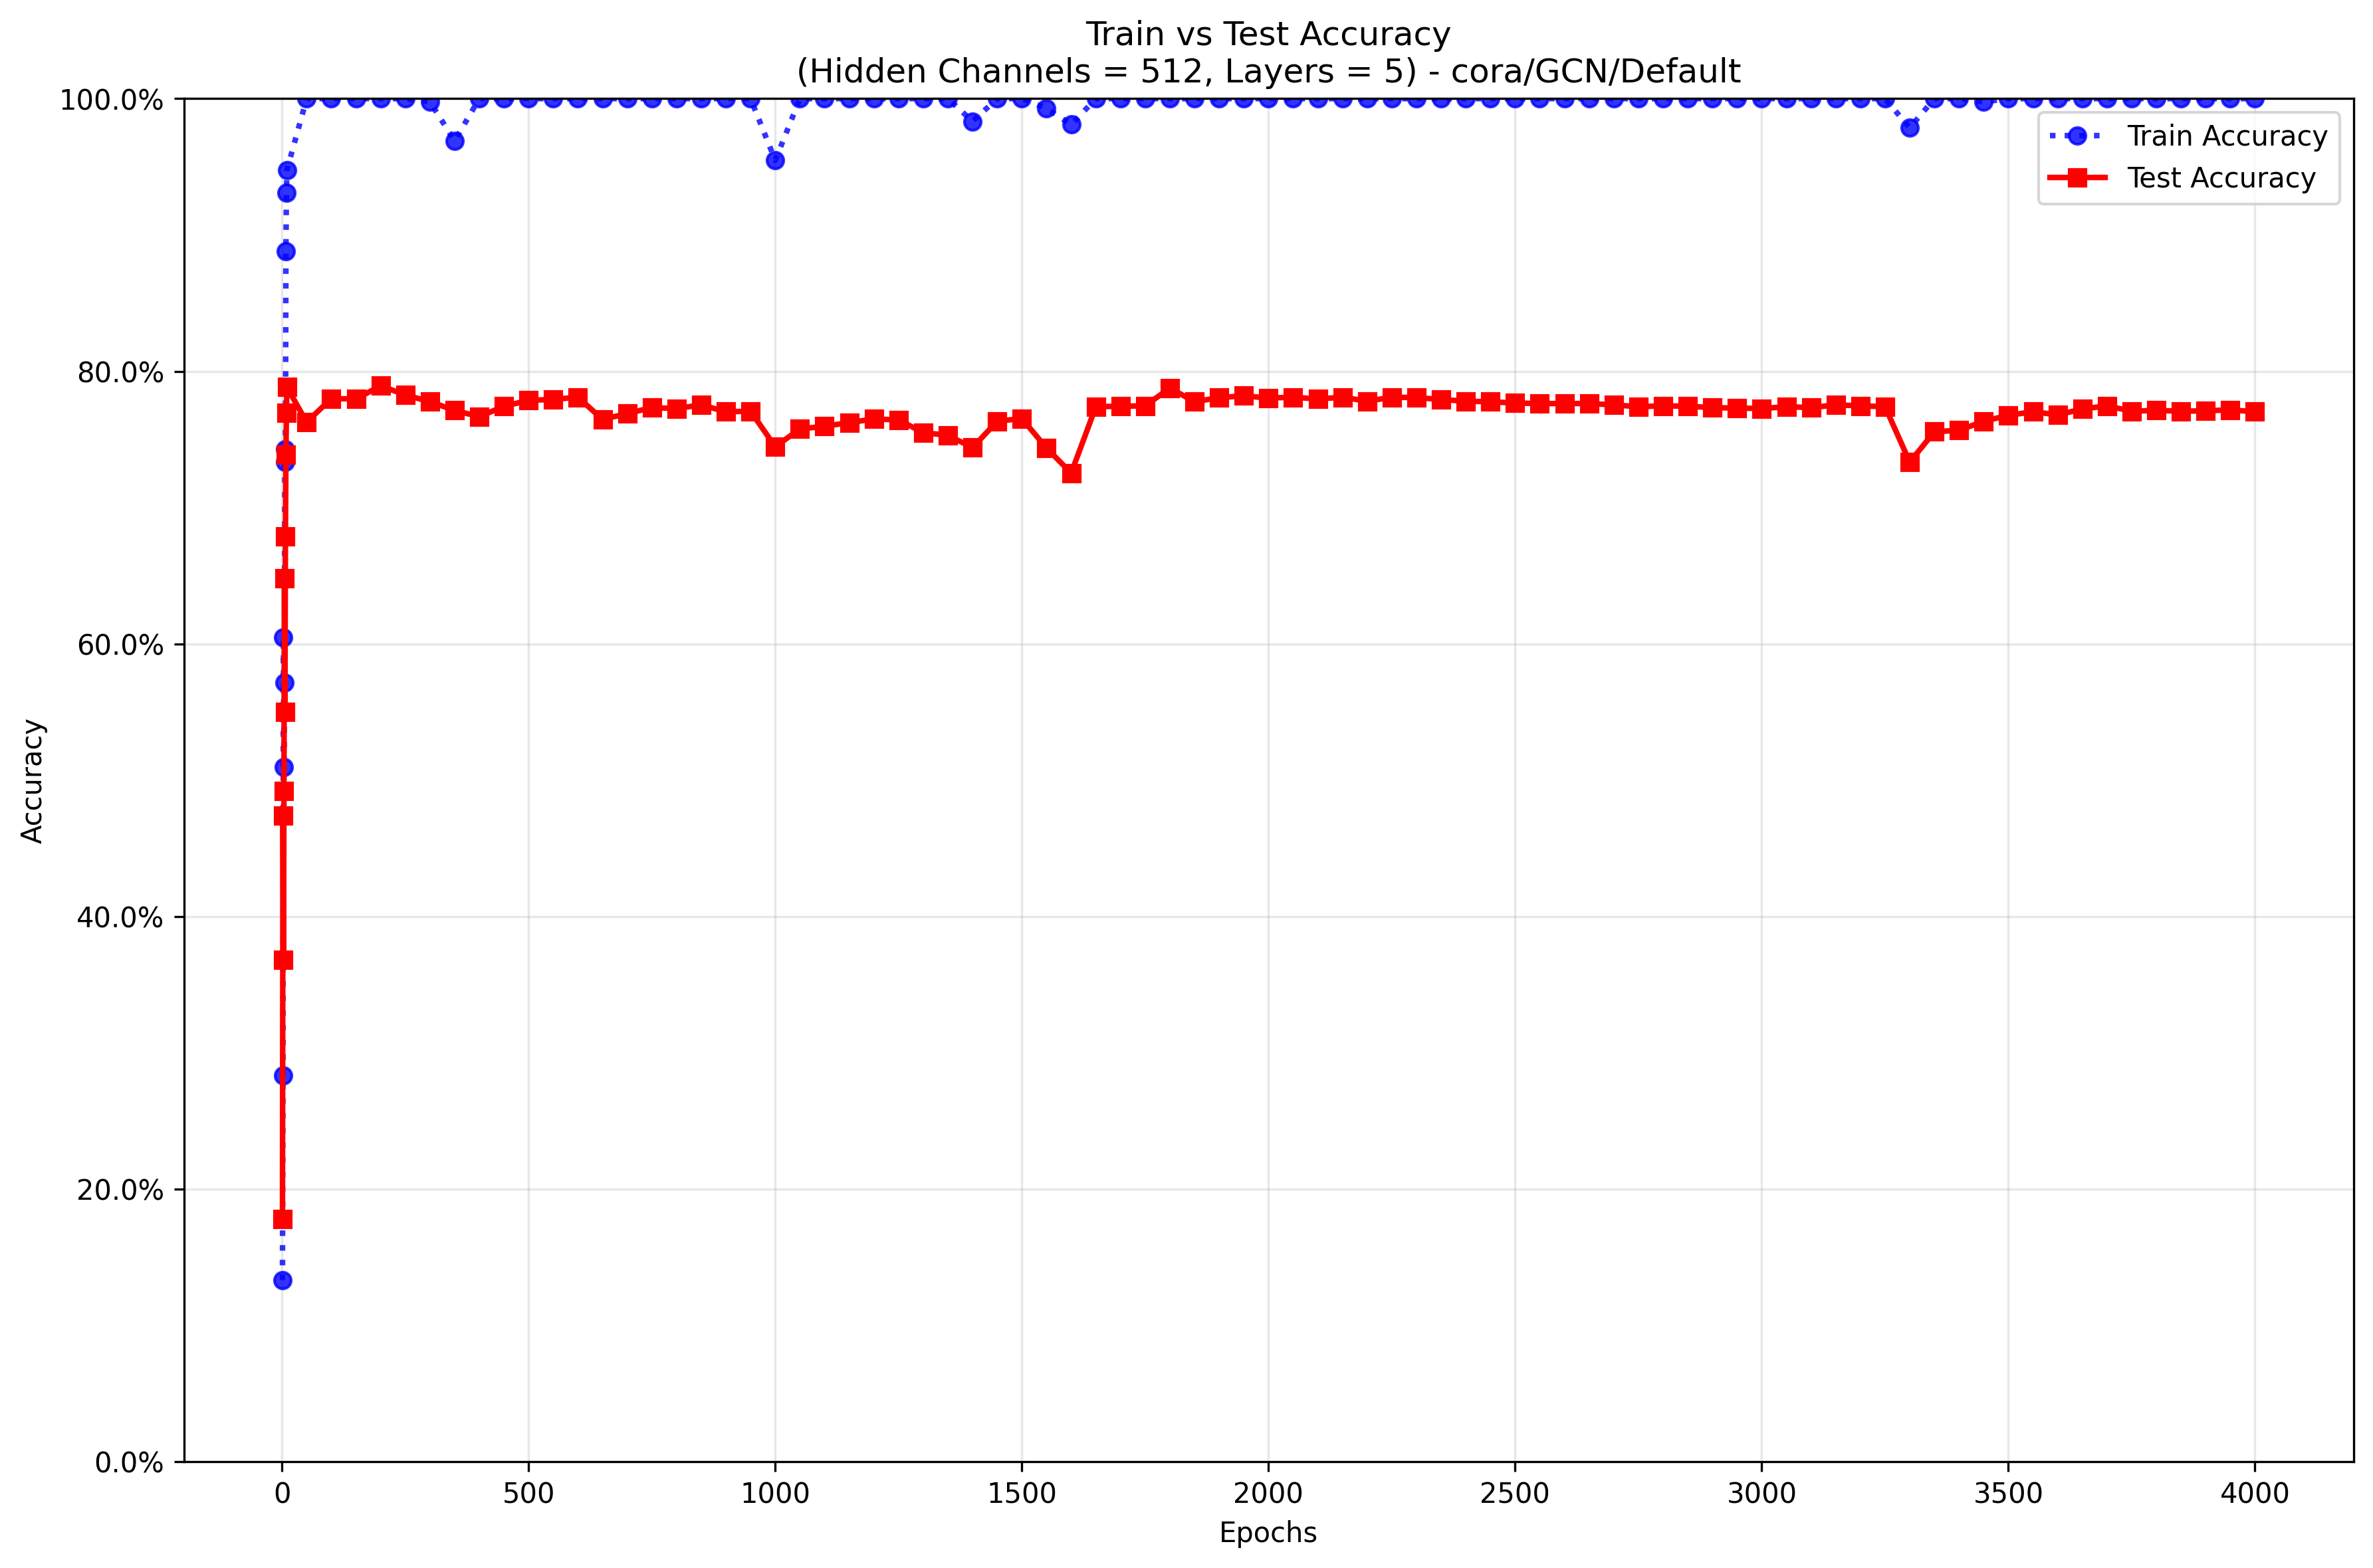 Train vs Test Accuracy
(Hidden Channels = 512, Layers = 5) - cora/GCN/Default
100.0%
80.0%
60.0%
40.0%
20.0%
0.0%
Accuracy
Train Accuracy
Test Accuracy
0 500 1000 1500 2000 2500 3000 3500 4000
Epochs